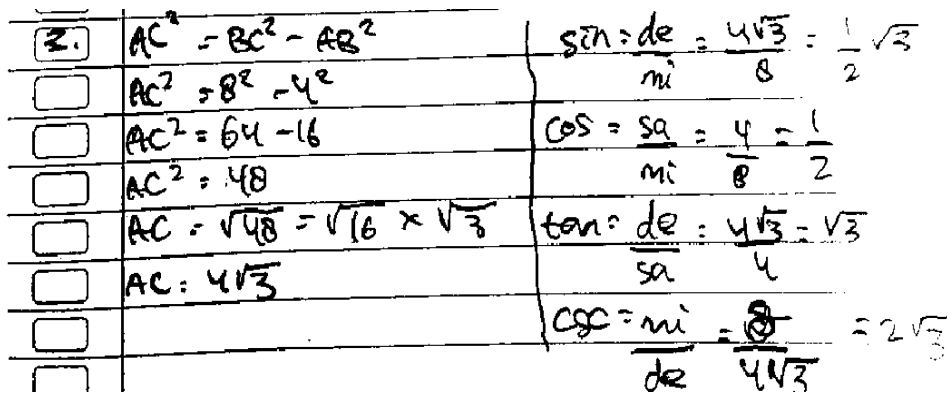 2. AC² = BC² - AB²
AC² = 8² - 4²
AC² = 64 - 16
AC² = 48
AC = √48 = √16 × √3
AC = 4√3
sin = de/mi = 4√3/8 = 1/2 √3
cos = sa/mi = 4/8 = 1/2
tan = de/sa = 4√3/4 = √3
csc = mi/de = 8/4√3 = 2√3